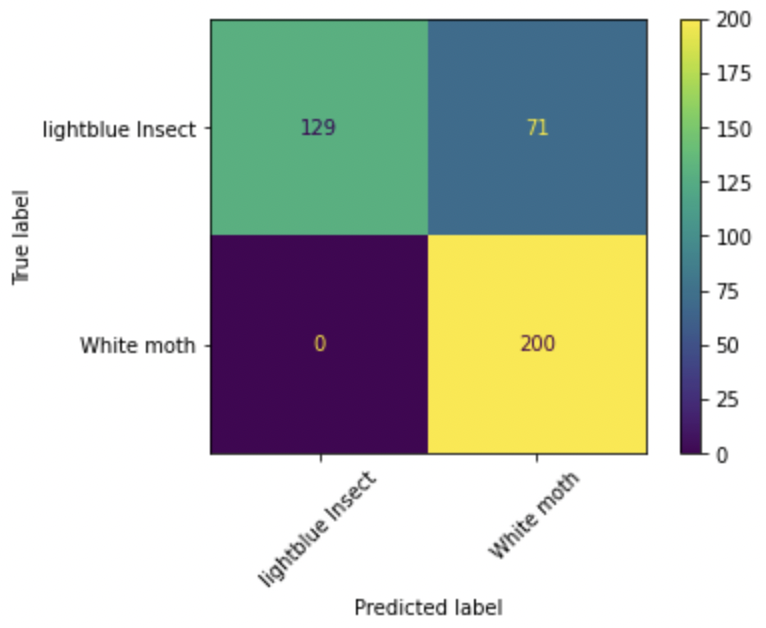 200
175
150
125
100
75
50
25
0
True label
lightblue Insect
White moth
129
71
0
200
lightblue Insect
White moth
Predicted label